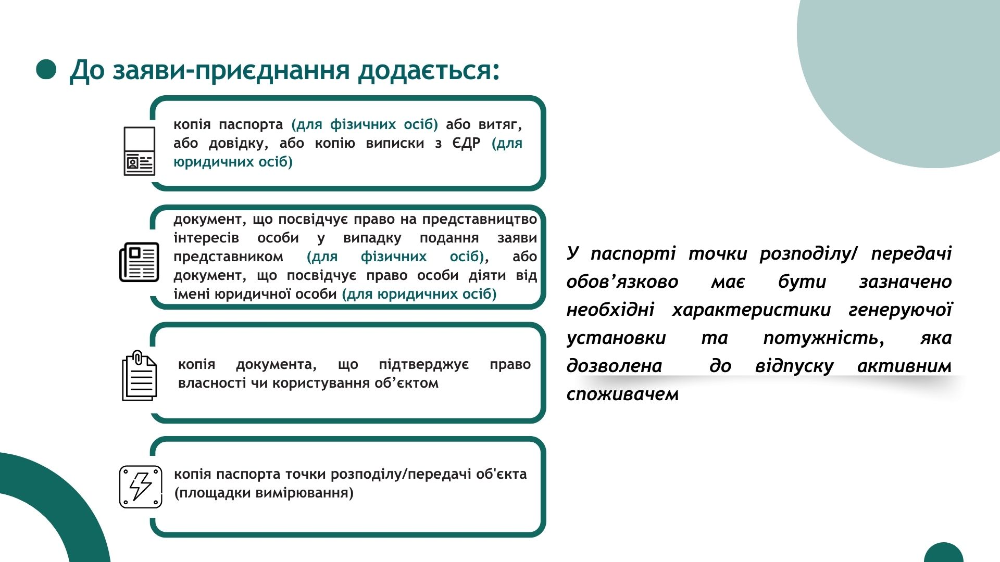 До заяви-приєднання додається:
копія паспорта (для фізичних осіб) або витяг,
або довідку, або копію виписки з ЄДР (для
юридичних осіб)
документ, що посвідчує право на представництво
інтересів особи у випадку подання заяви
представником (для фізичних осіб), або
документ, що посвідчує право особи діяти від
імені юридичної особи (для юридичних осіб)
копія документа, що підтверджує право
власності чи користування об’єктом
копія паспорта точки розподілу/передачі об'єкта
(площадки вимірювання)
У паспорті точки розподілу/ передачі
обов’язково має бути зазначено
необхідні характеристики генеруючої
установки та потужність, яка
дозволена до відпуску активним
споживачем